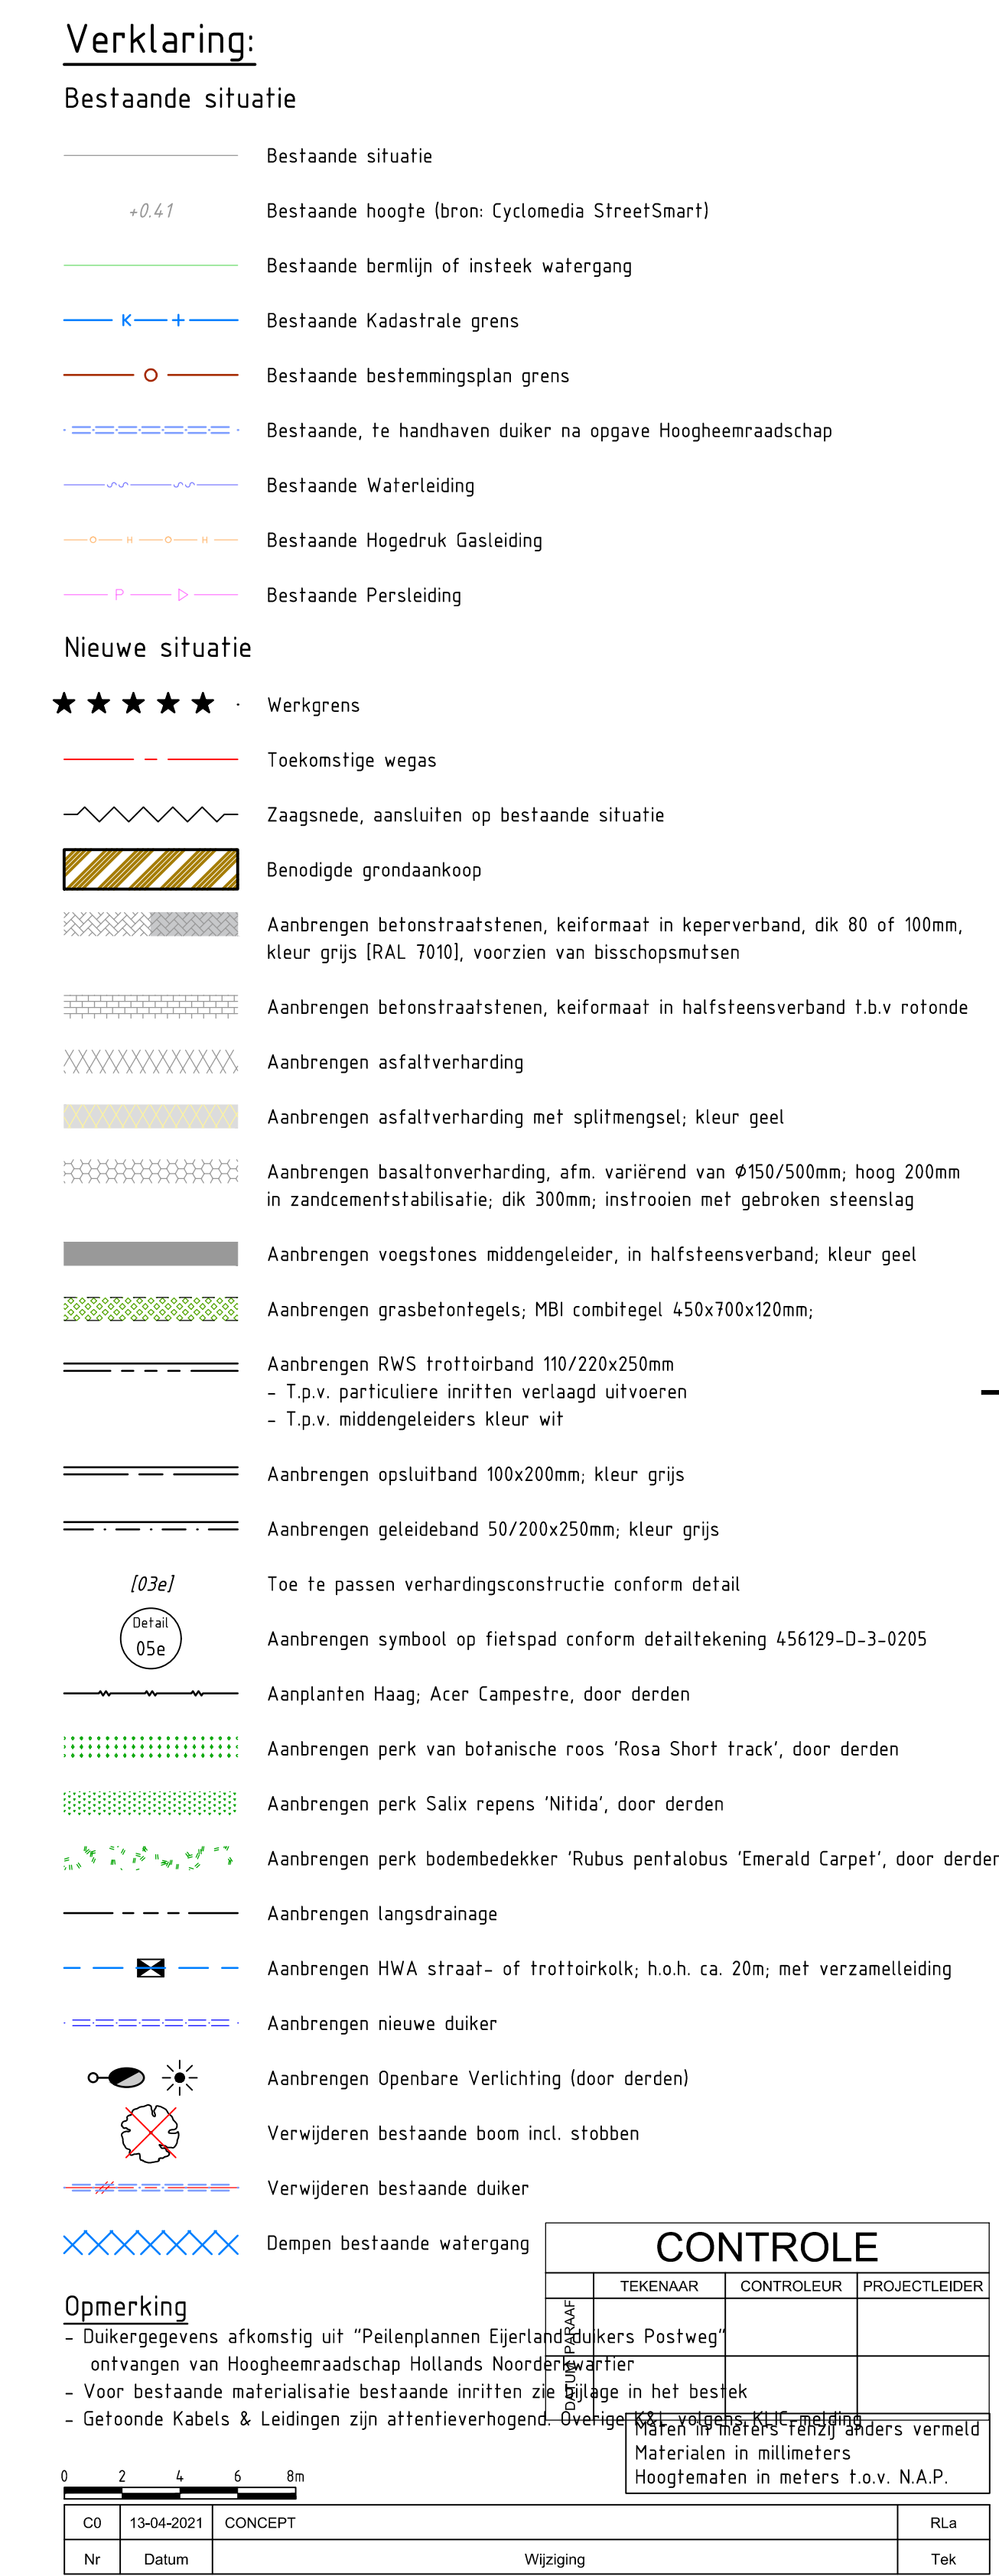 Verklaring:
Bestaande situatie
Bestaande situatie
+0.41 Bestaande hoogte (bron: Cyclomedia StreetSmart)
Bestaande bermlijn of insteek watergang
K Bestaande Kadastrale grens
Bestaande bestemmingsplan grens
Bestaande, te handhaven duiker na opgave Hoogheemraadschap
Bestaande Waterleiding
H H Bestaande Hogedruk Gasleiding
P Bestaande Persleiding
Nieuwe situatie
Werkgrens
Toekomstige wegas
Zaagsnede, aansluiten op bestaande situatie
Benodigde grondaankoop
Aanbrengen betonstraatstenen, keiformaat in keperverband, dik 80 of 100mm,
kleur grijs [RAL 7010], voorzien van bisschopsmutsen
Aanbrengen betonstraatstenen, keiformaat in halfsteensverband t.b.v rotonde
Aanbrengen asfaltverharding
Aanbrengen asfaltverharding met splitmengsel; kleur geel
Aanbrengen basaltonverharding, afm. variërend van Ø150/500mm; hoog 200mm
in zandcementstabilisatie; dik 300mm; instrooien met gebroken steenslag
Aanbrengen voegstones middengeleider, in halfsteensverband; kleur geel
Aanbrengen grasbetontegels; MBI combitegel 450x700x120mm;
Aanbrengen RWS trottoirband 110/220x250mm
- T.p.v. particuliere inritten verlaagd uitvoeren
- T.p.v. middengeleiders kleur wit
Aanbrengen opsluitband 100x200mm; kleur grijs
Aanbrengen geleideband 50/200x250mm; kleur grijs
[03e] Toe te passen verhardingsconstructie conform detail
Detail
05e Aanbrengen symbool op fietspad conform detailtekening 456129-D-3-0205
Aanplanten Haag; Acer Campestre, door derden
Aanbrengen perk van botanische roos 'Rosa Short track', door derden
Aanbrengen perk Salix repens 'Nitida', door derden
Aanbrengen perk bodembedekker 'Rubus pentalobus 'Emerald Carpet', door derden
Aanbrengen langsdrainage
Aanbrengen HWA straat- of trottoirkolk; h.o.h. ca. 20m; met verzamelleiding
Aanbrengen nieuwe duiker
Aanbrengen Openbare Verlichting (door derden)
Verwijderen bestaande boom incl. stobben
Verwijderen bestaande duiker
Dempen bestaande watergang
CONTROLE
TEKENAAR CONTROLEUR PROJECTLEIDER
PARAAF
DATUM
Opmerking
- Duikergegevens afkomstig uit "Peilenplannen Eijerland duikers Postweg"
ontvangen van Hoogheemraadschap Hollands Noorderkwartier
- Voor bestaande materialisatie bestaande inritten zie bijlage in het bestek
- Getoonde Kabels & Leidingen zijn attentieverhogend. Overige K&L volgens KLIC-melding
Maten in meters tenzij anders vermeld
Materialen in millimeters
Hoogtematen in meters t.o.v. N.A.P.
0 2 4 6 8m
C0 13-04-2021 CONCEPT RLa
Nr Datum Wijziging Tek